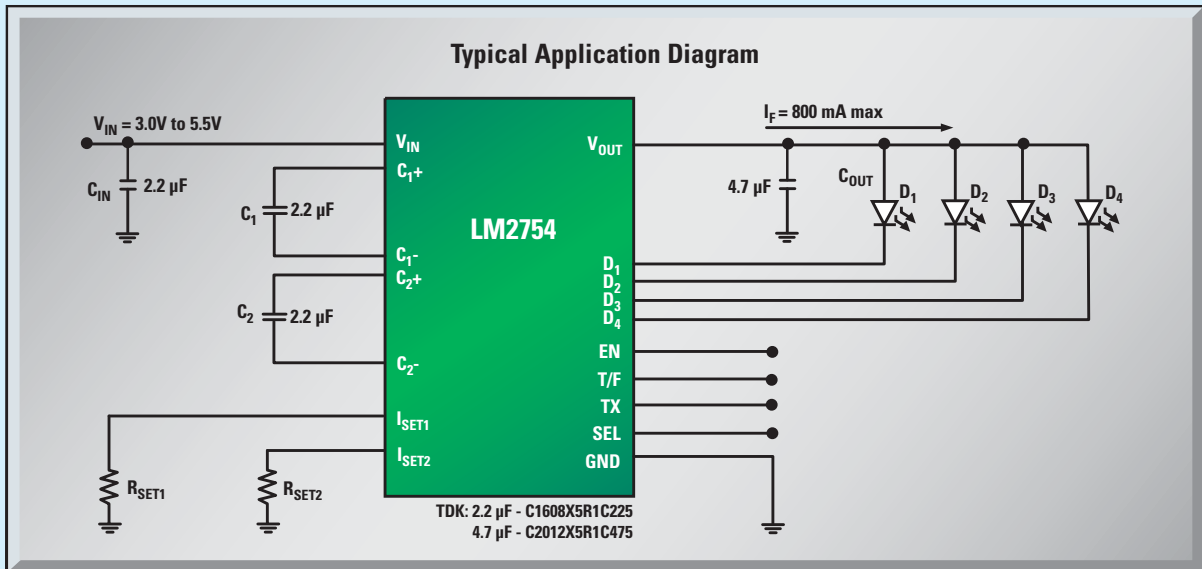 Typical Application Diagram
V_IN = 3.0V to 5.5V
I_F = 800 mA max
C_IN
2.2 µF
C_1
2.2 µF
C_2
2.2 µF
R_SET1
R_SET2
LM2754
V_IN
C_1+
C_1-
C_2+
C_2-
I_SET1
I_SET2
V_OUT
D_1
D_2
D_3
D_4
EN
T/F
TX
SEL
GND
4.7 µF
C_OUT
D_1
D_2
D_3
D_4
TDK: 2.2 µF - C1608X5R1C225
4.7 µF - C2012X5R1C475